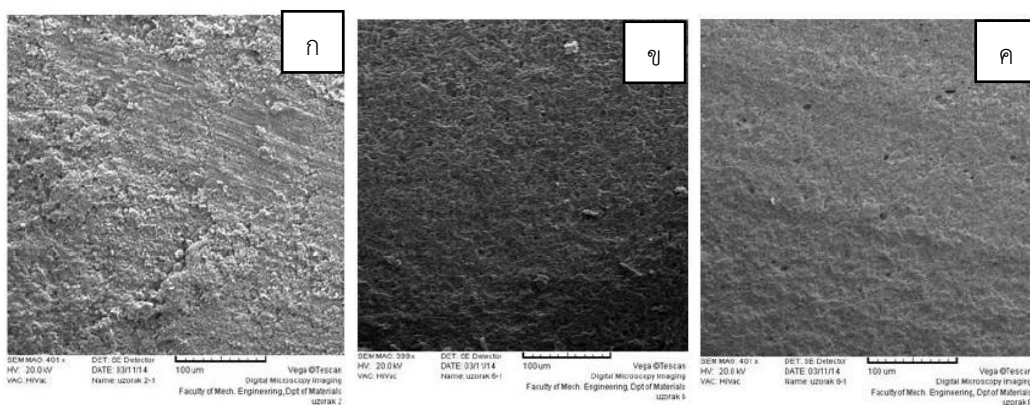 ก
SEM MAG: 401 x DET: SE Detector
HV: 20.0 kV DATE: 03/11/14 100 um Vega ©Tescan
VAC: HiVac Name: uzorak 2-1 Digital Microscopy Imaging
Faculty of Mech. Engineering, Dpt of Materials
uzorak 2
ข
SEM MAG: 399 x DET: SE Detector
HV: 20.0 kV DATE: 03/11/14 100 um Vega ©Tescan
VAC: HiVac Name: uzorak 6-1 Digital Microscopy Imaging
Faculty of Mech. Engineering, Dpt of Materials
uzorak 6
ค
SEM MAG: 401 x DET: SE Detector
HV: 20.0 kV DATE: 03/11/14 100 um Vega ©Tescan
VAC: HiVac Digital Microscopy Imaging
Faculty of Mech. Engineering, Dpt of Materials